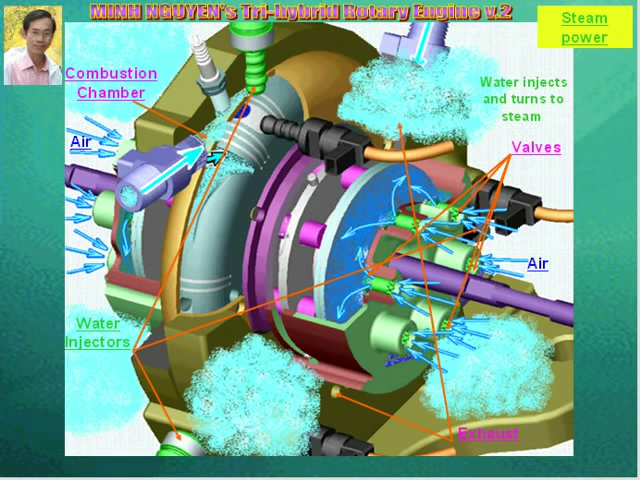 MINH NGUYEN's Tri-hybrid Rotary Engine v.2
Steam
power
Combustion
Chamber
Water injects
and turns to
steam
Air
Valves
Air
Water
Injectors
Exhaust